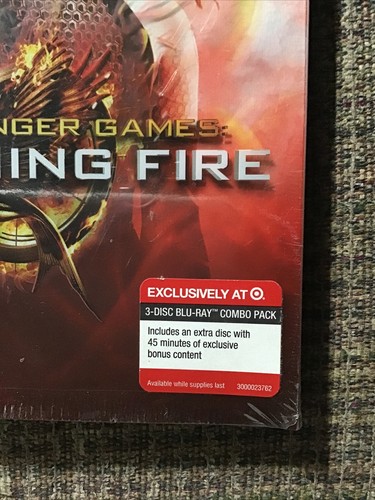 NGER GAMES:
NING FIRE
EXCLUSIVELY AT
3-DISC BLU-RAY™ COMBO PACK
Includes an extra disc with
45 minutes of exclusive
bonus content
Available while supplies last 3000023762